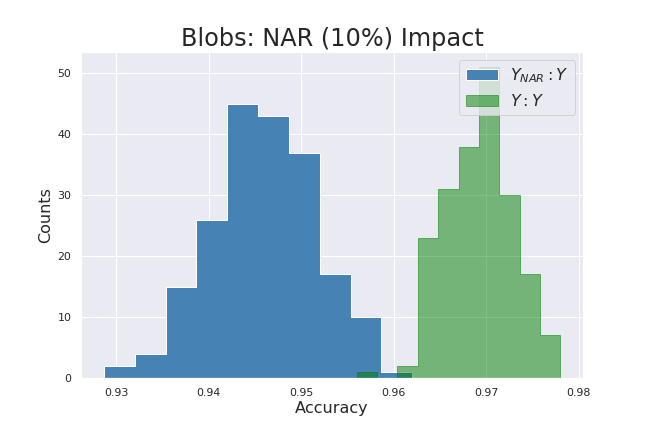 Blobs: NAR (10%) Impact
Y_NAR : Y
Y : Y
50
40
30
20
10
0
Counts
0.93 0.94 0.95 0.96 0.97 0.98
Accuracy